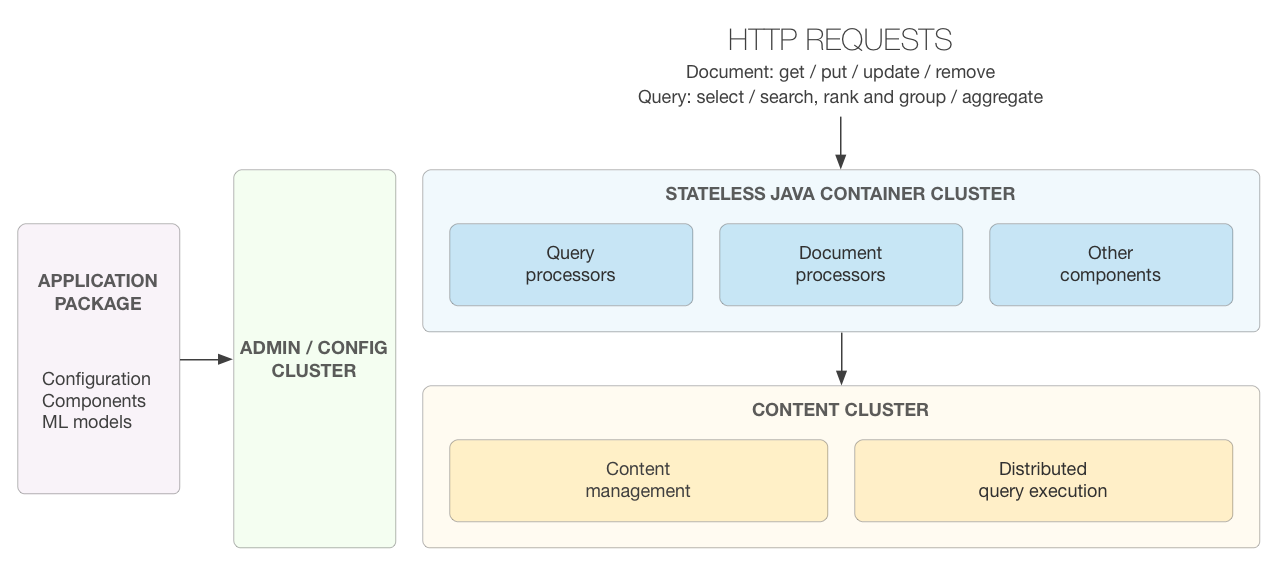 HTTP REQUESTS
Document: get / put / update / remove
Query: select / search, rank and group / aggregate
APPLICATION
PACKAGE
Configuration
Components
ML models
ADMIN / CONFIG
CLUSTER
STATELESS JAVA CONTAINER CLUSTER
Query
processors
Document
processors
Other
components
CONTENT CLUSTER
Content
management
Distributed
query execution